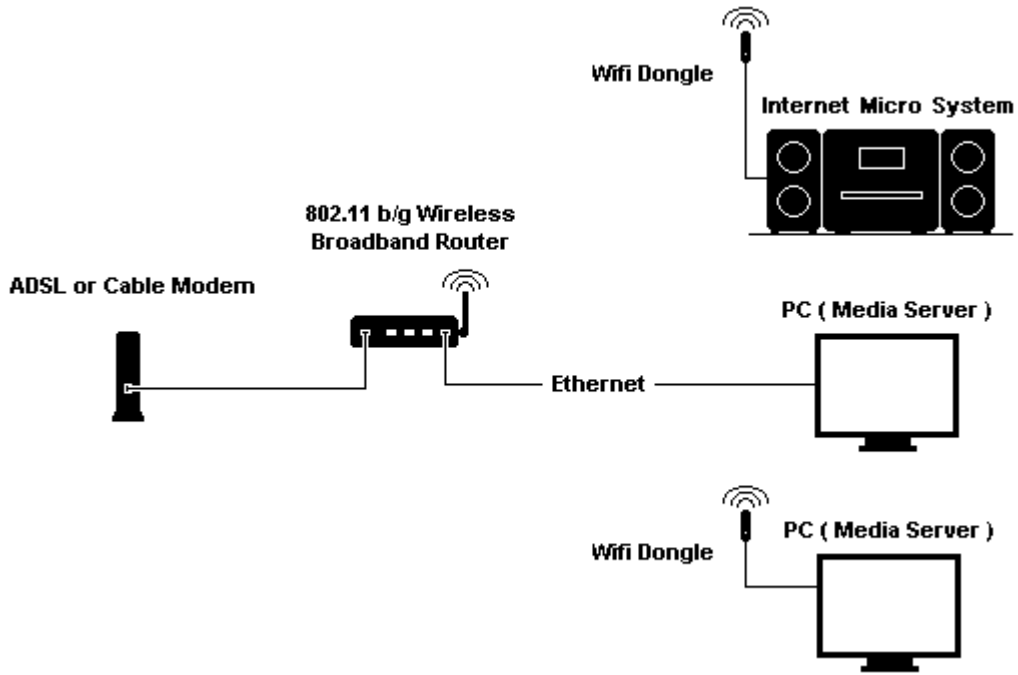 Wifi Dongle
Internet Micro System
802.11 b/g Wireless
Broadband Router
ADSL or Cable Modem
PC ( Media Server )
Ethernet
PC ( Media Server )
Wifi Dongle